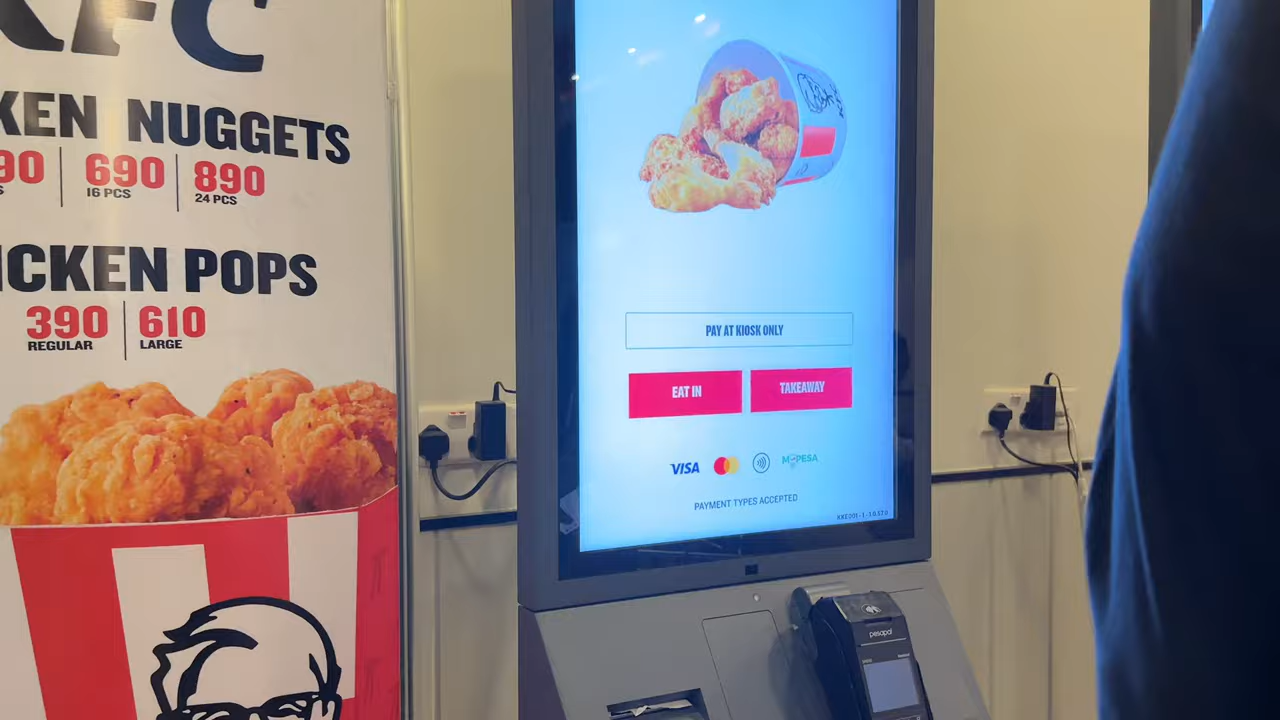 KFC
KEN NUGGETS
90 | 690 | 890
S 16 PCS 24 PCS
ICKEN POPS
390 | 610
REGULAR LARGE
PAY AT KIOSK ONLY
EAT IN TAKEAWAY
VISA M-PESA
PAYMENT TYPES ACCEPTED
pesapal